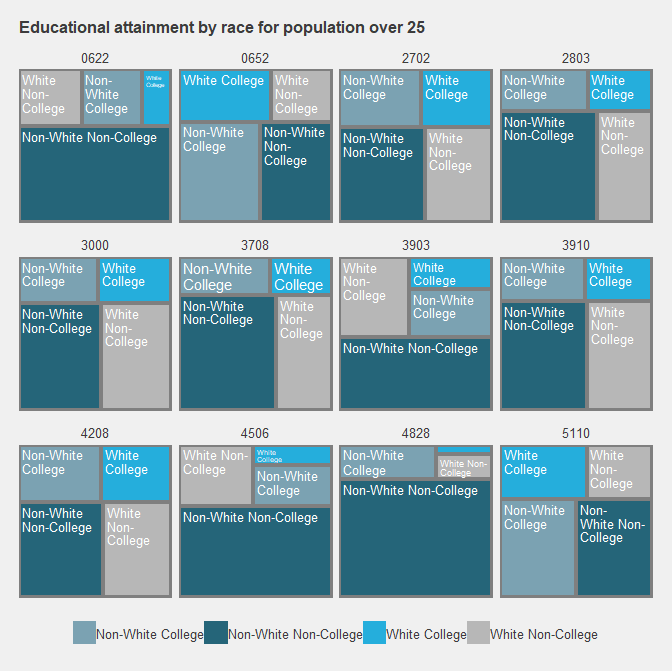 Educational attainment by race for population over 25
0622
0652
2702
2803
White
Non-
College
Non-
White
College
White
College
Non-White Non-College
White College
White
Non-
College
Non-White
College
Non-White
Non-
College
Non-White
College
White
College
Non-White
Non-College
White
Non-
College
Non-White
College
White
College
Non-White
Non-College
White
Non-
College
3000
3708
3903
3910
Non-White
College
White
College
Non-White
Non-College
White
Non-
College
Non-White
College
White
College
Non-White
Non-College
White
Non-
College
White
Non-
College
White
College
Non-White
College
Non-White Non-College
Non-White
College
White
College
Non-White
Non-College
White
Non-
College
4208
4506
4828
5110
Non-White
College
White
College
Non-White
Non-College
White
Non-
College
White Non-
College
White
College
Non-White
College
Non-White Non-College
Non-White
College
White Non-
College
Non-White Non-College
White
College
White
Non-
College
Non-White
College
Non-
White Non-
College
Non-White College
Non-White Non-College
White College
White Non-College